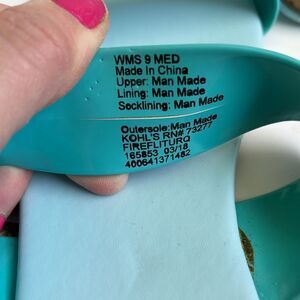 WMS 9 MED
Made In China
Upper: Man Made
Lining: Man Made
Socklining: Man Made
Outersole: Man Made
KOHL'S RN# 73277
FIREFLITURQ
165853 03/18
400641371482